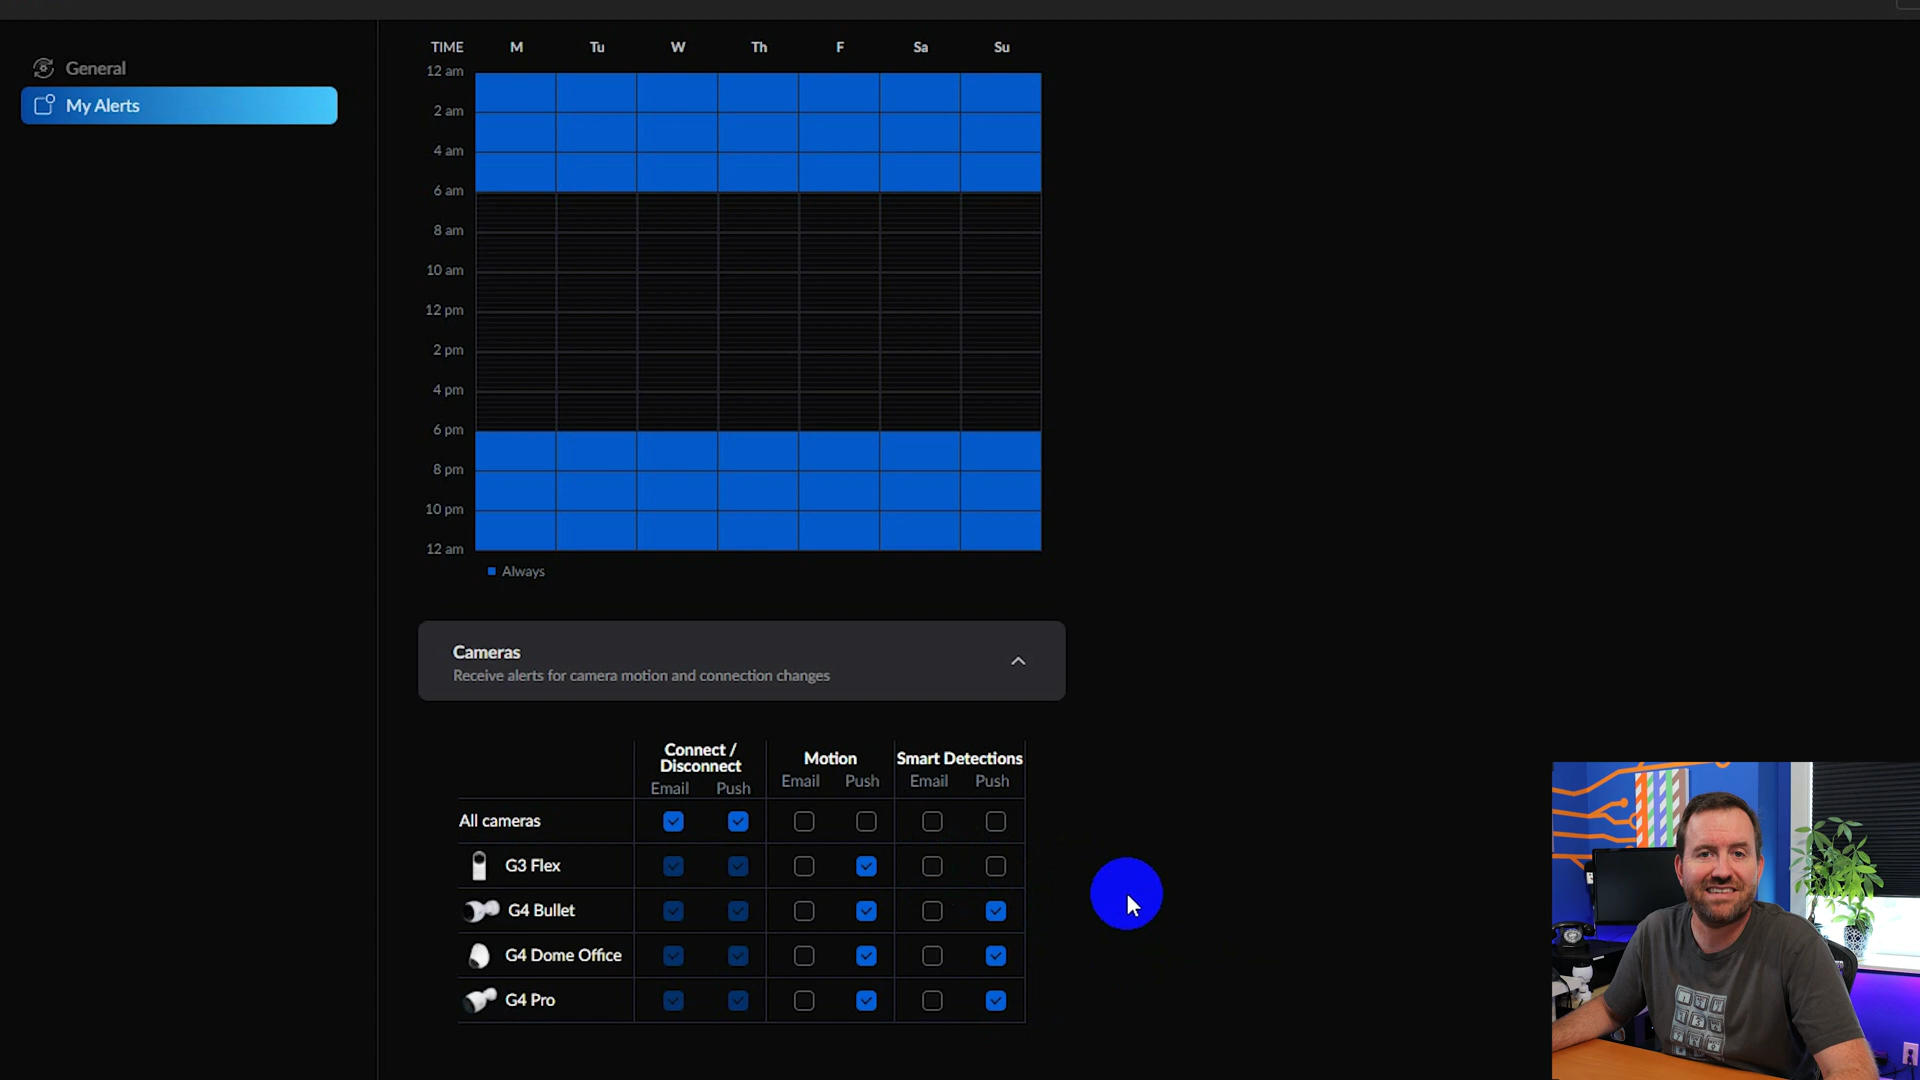 General
My Alerts
TIME M Tu W Th F Sa Su
12 am
2 am
4 am
6 am
8 am
10 am
12 pm
2 pm
4 pm
6 pm
8 pm
10 pm
12 am
Always
Cameras
Receive alerts for camera motion and connection changes
Connect /
Disconnect
Motion
Smart Detections
Email Push Email Push Email Push
All cameras
G3 Flex
G4 Bullet
G4 Dome Office
G4 Pro